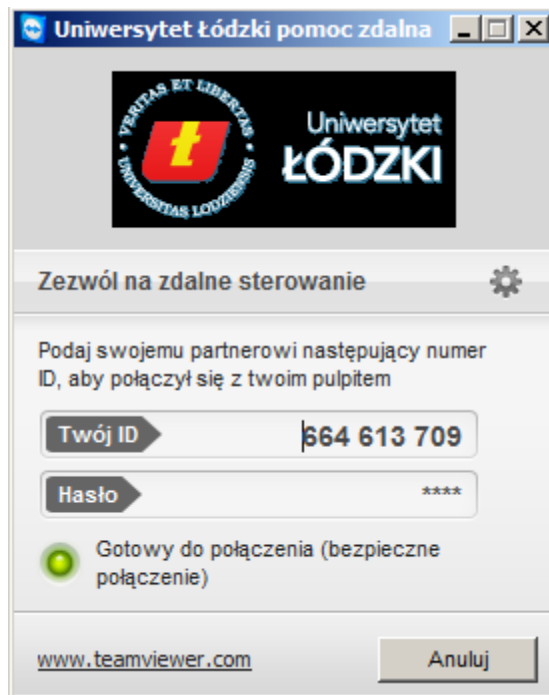 Uniwersytet Łódzki pomoc zdalna
VERITAS ET LIBERTAS
UNIVERSITAS LODZIENSIS
ł
Uniwersytet
ŁÓDZKI
Zezwól na zdalne sterowanie
Podaj swojemu partnerowi następujący numer
ID, aby połączył się z twoim pulpitem
Twój ID 664 613 709
Hasło ****
Gotowy do połączenia (bezpieczne
połączenie)
www.teamviewer.com Anuluj